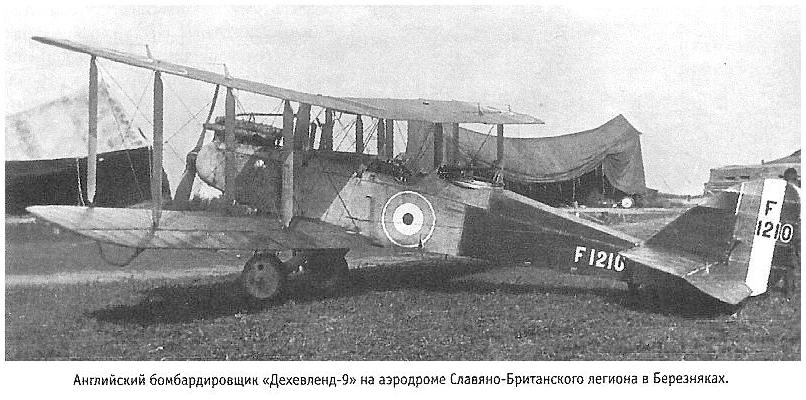 F
1210
F1210
Английский бомбардировщик «Дехевленд-9» на аэродроме Славяно-Британского легиона в Березняках.